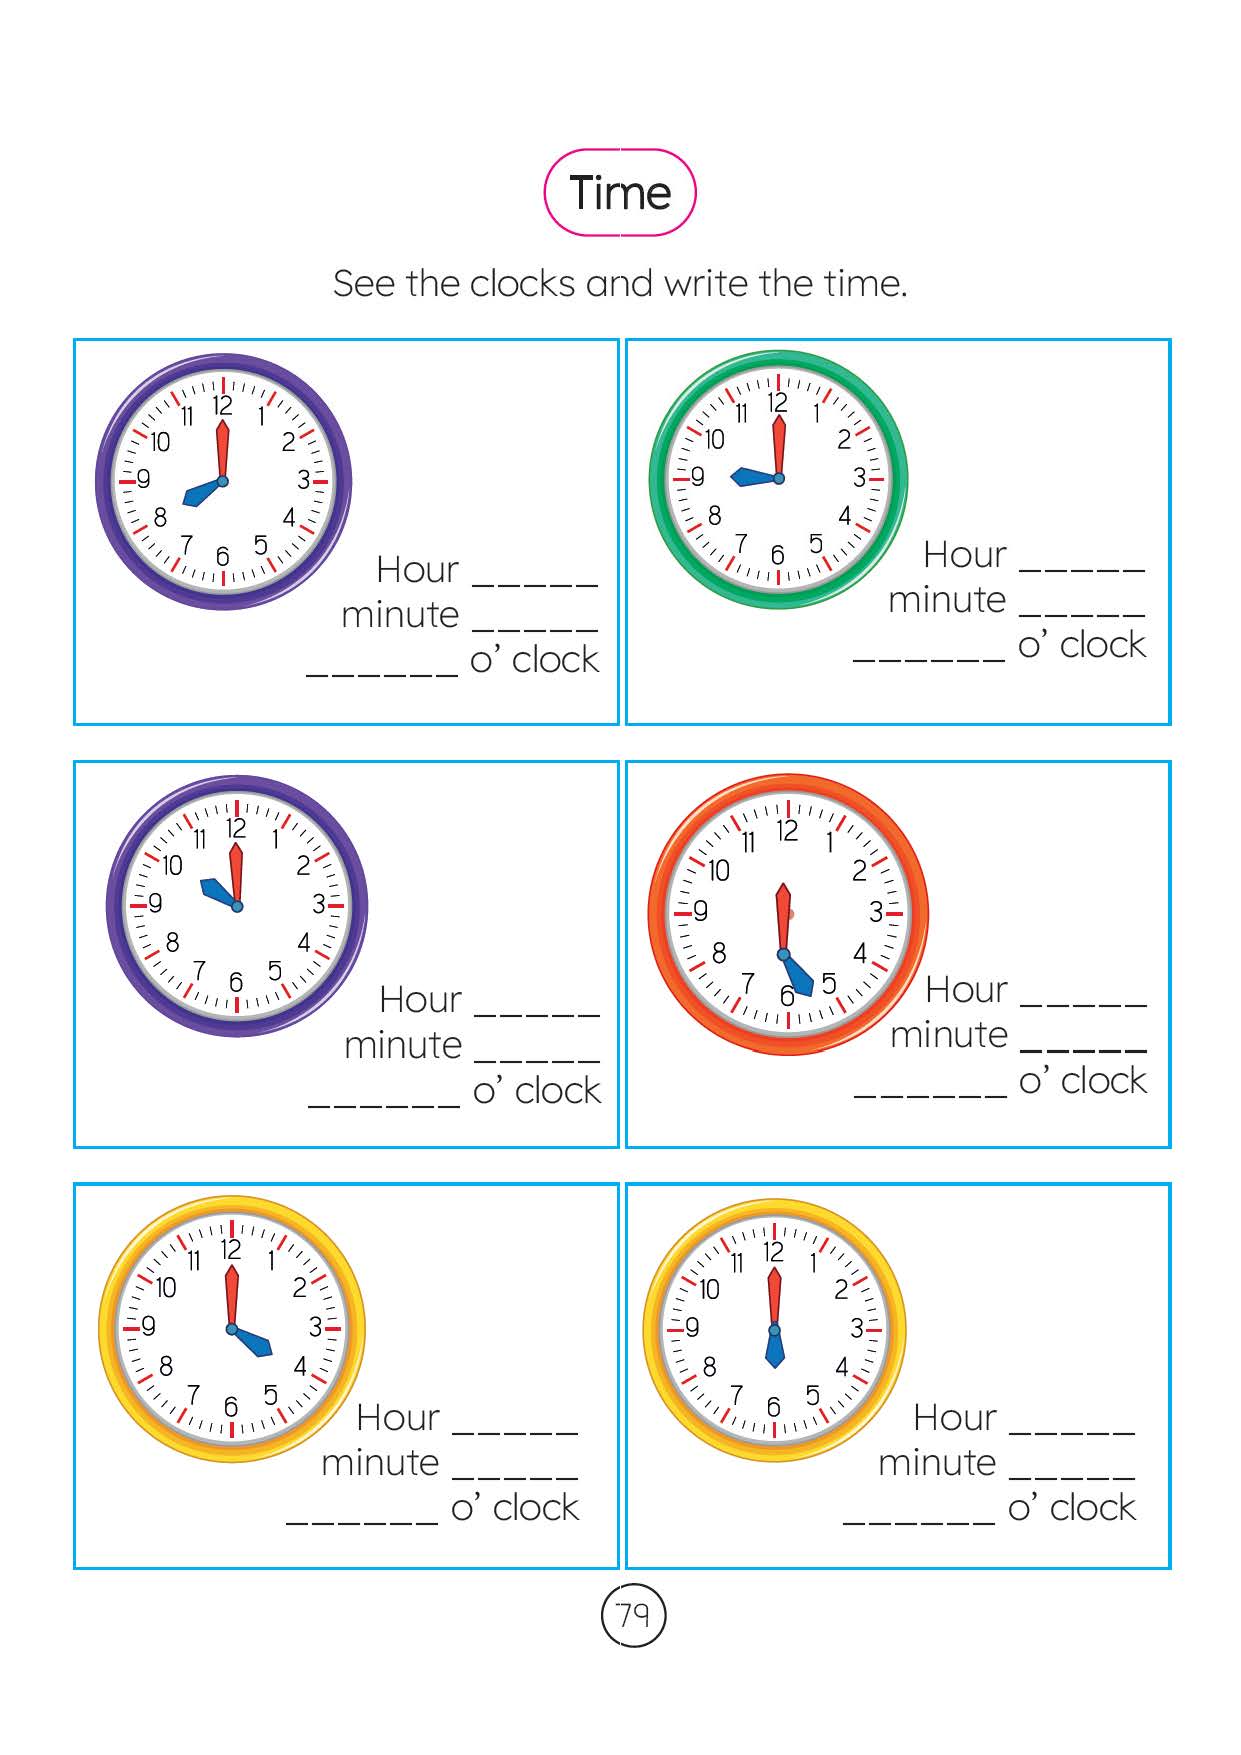 Time
See the clocks and write the time.
12
11 1
10 2
9 3
8 4
7 5
6
Hour _____
minute _____
______ o’ clock
12
11 1
10 2
9 3
8 4
7 5
6
Hour _____
minute _____
______ o’ clock
12
11 1
10 2
9 3
8 4
7 5
6
Hour _____
minute _____
______ o’ clock
12
11 1
10 2
9 3
8 4
7 5
6
Hour _____
minute _____
______ o’ clock
12
11 1
10 2
9 3
8 4
7 5
6
Hour _____
minute _____
______ o’ clock
12
11 1
10 2
9 3
8 4
7 5
6
Hour _____
minute _____
______ o’ clock
79